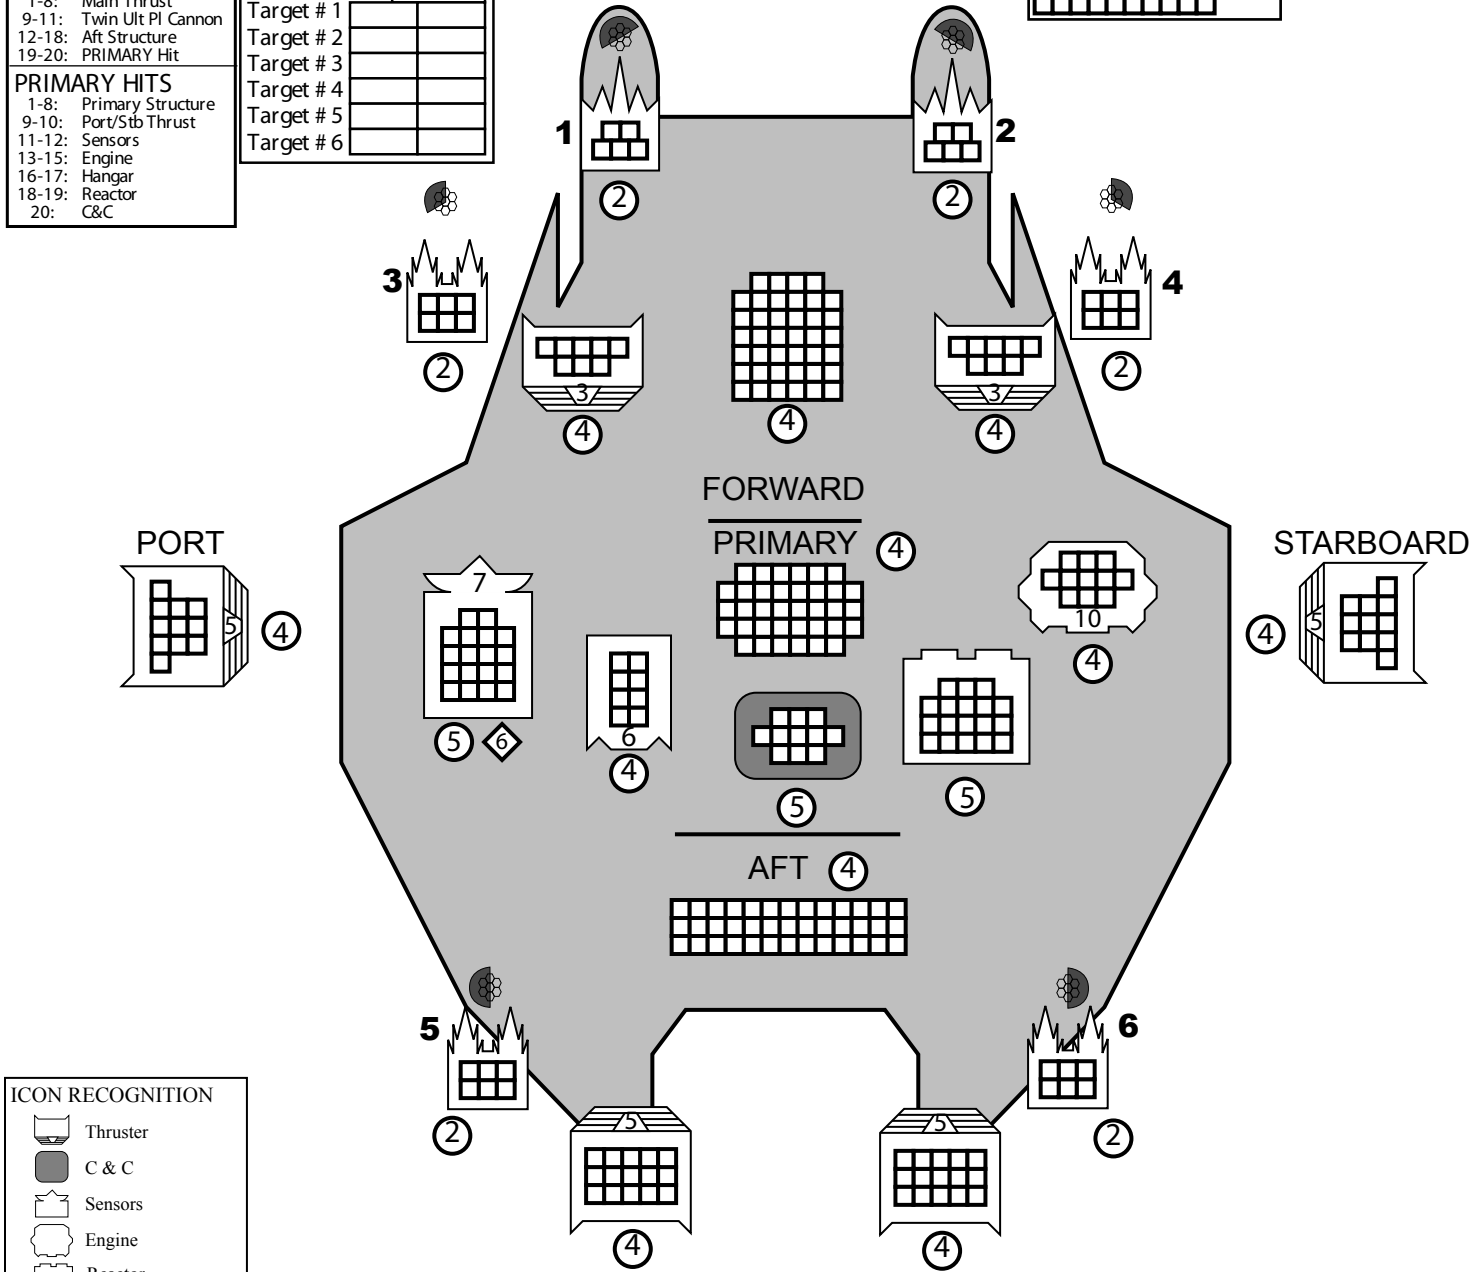 1-8: Main Thrust
9-11: Twin Ult Pl Cannon
12-18: Aft Structure
19-20: PRIMARY Hit
PRIMARY HITS
1-8: Primary Structure
9-10: Port/Stb Thrust
11-12: Sensors
13-15: Engine
16-17: Hangar
18-19: Reactor
20: C&C
Target # 1
Target # 2
Target # 3
Target # 4
Target # 5
Target # 6
1
2
2
2
3
4
2
2
3
3
4
4
4
FORWARD
PRIMARY 4
PORT
STARBOARD
5 4
7
10
4
4 5
5 6
6
4
5
5
AFT 4
5
6
2
2
5
5
4
4
ICON RECOGNITION
Thruster
C & C
Sensors
Engine
Reactor